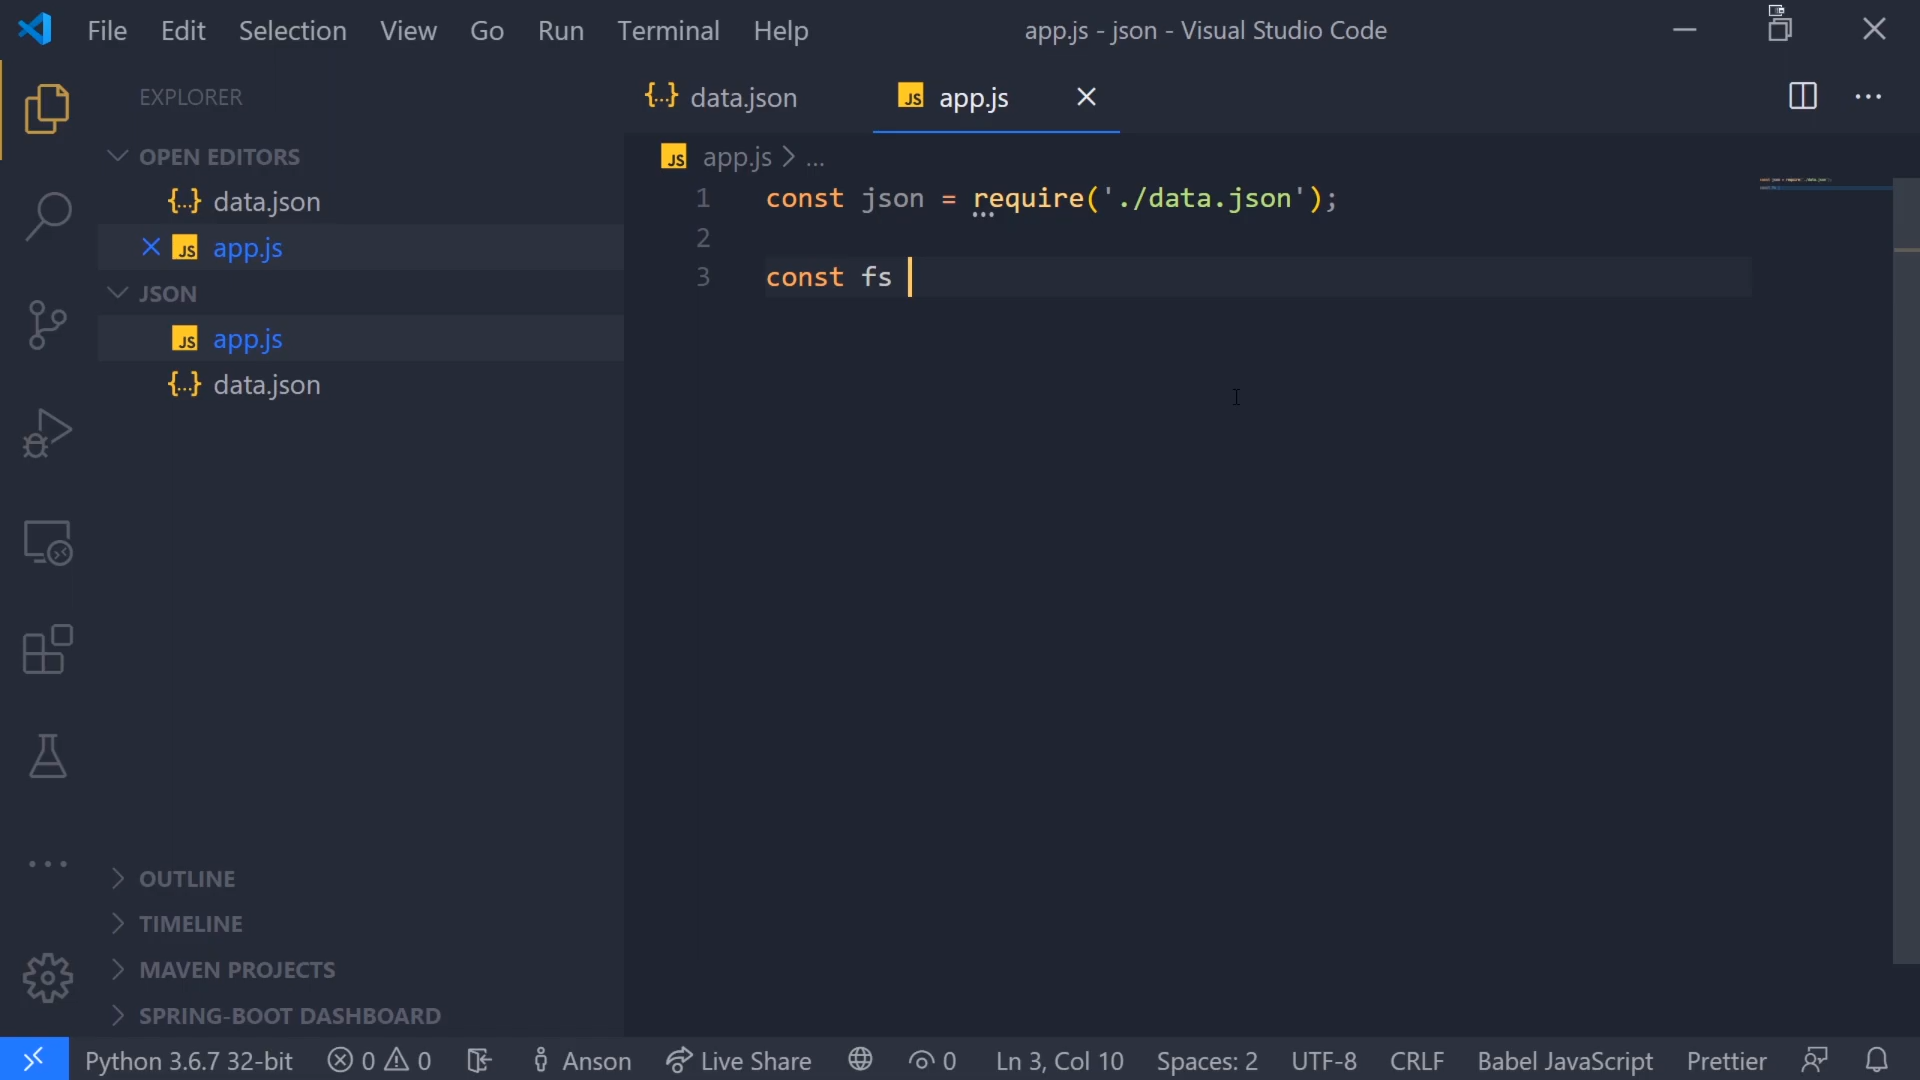 File Edit Selection View Go Run Terminal Help app.js - json - Visual Studio Code
EXPLORER
OPEN EDITORS
{...} data.json
JS app.js
JSON
JS app.js
{...} data.json
OUTLINE
TIMELINE
MAVEN PROJECTS
SPRING-BOOT DASHBOARD
{...} data.json JS app.js
JS app.js > ...
1 const json = require('./data.json');
2
3 const fs
Python 3.6.7 32-bit 0 0 Anson Live Share 0 Ln 3, Col 10 Spaces: 2 UTF-8 CRLF Babel JavaScript Prettier